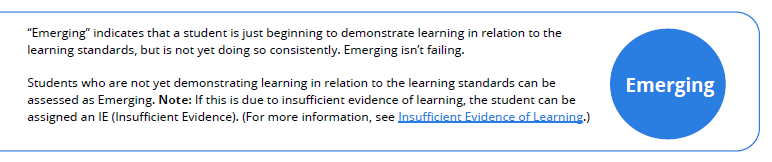 “Emerging” indicates that a student is just beginning to demonstrate learning in relation to the
learning standards, but is not yet doing so consistently. Emerging isn’t failing.
Students who are not yet demonstrating learning in relation to the learning standards can be
assessed as Emerging. Note: If this is due to insufficient evidence of learning, the student can be
assigned an IE (Insufficient Evidence). (For more information, see Insufficient Evidence of Learning.)
Emerging